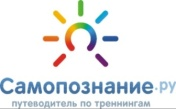 Самопознание.ру
путеводитель по тренингам